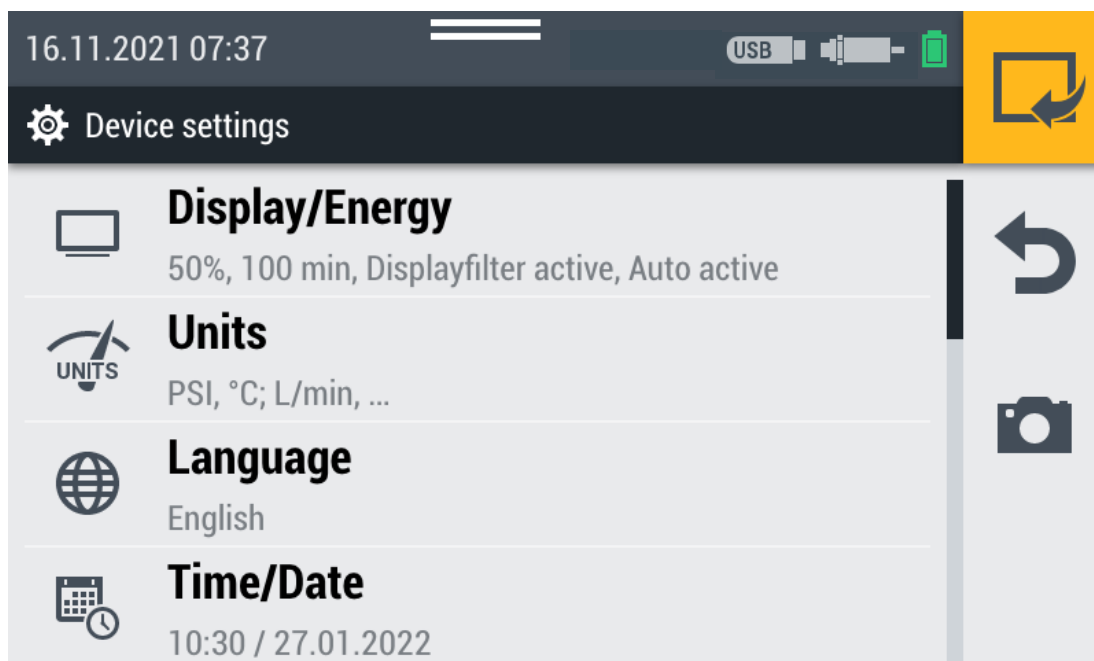 16.11.2021 07:37
USB
Device settings
Display/Energy
50%, 100 min, Displayfilter active, Auto active
Units
UNITS
PSI, °C; L/min, ...
Language
English
Time/Date
10:30 / 27.01.2022